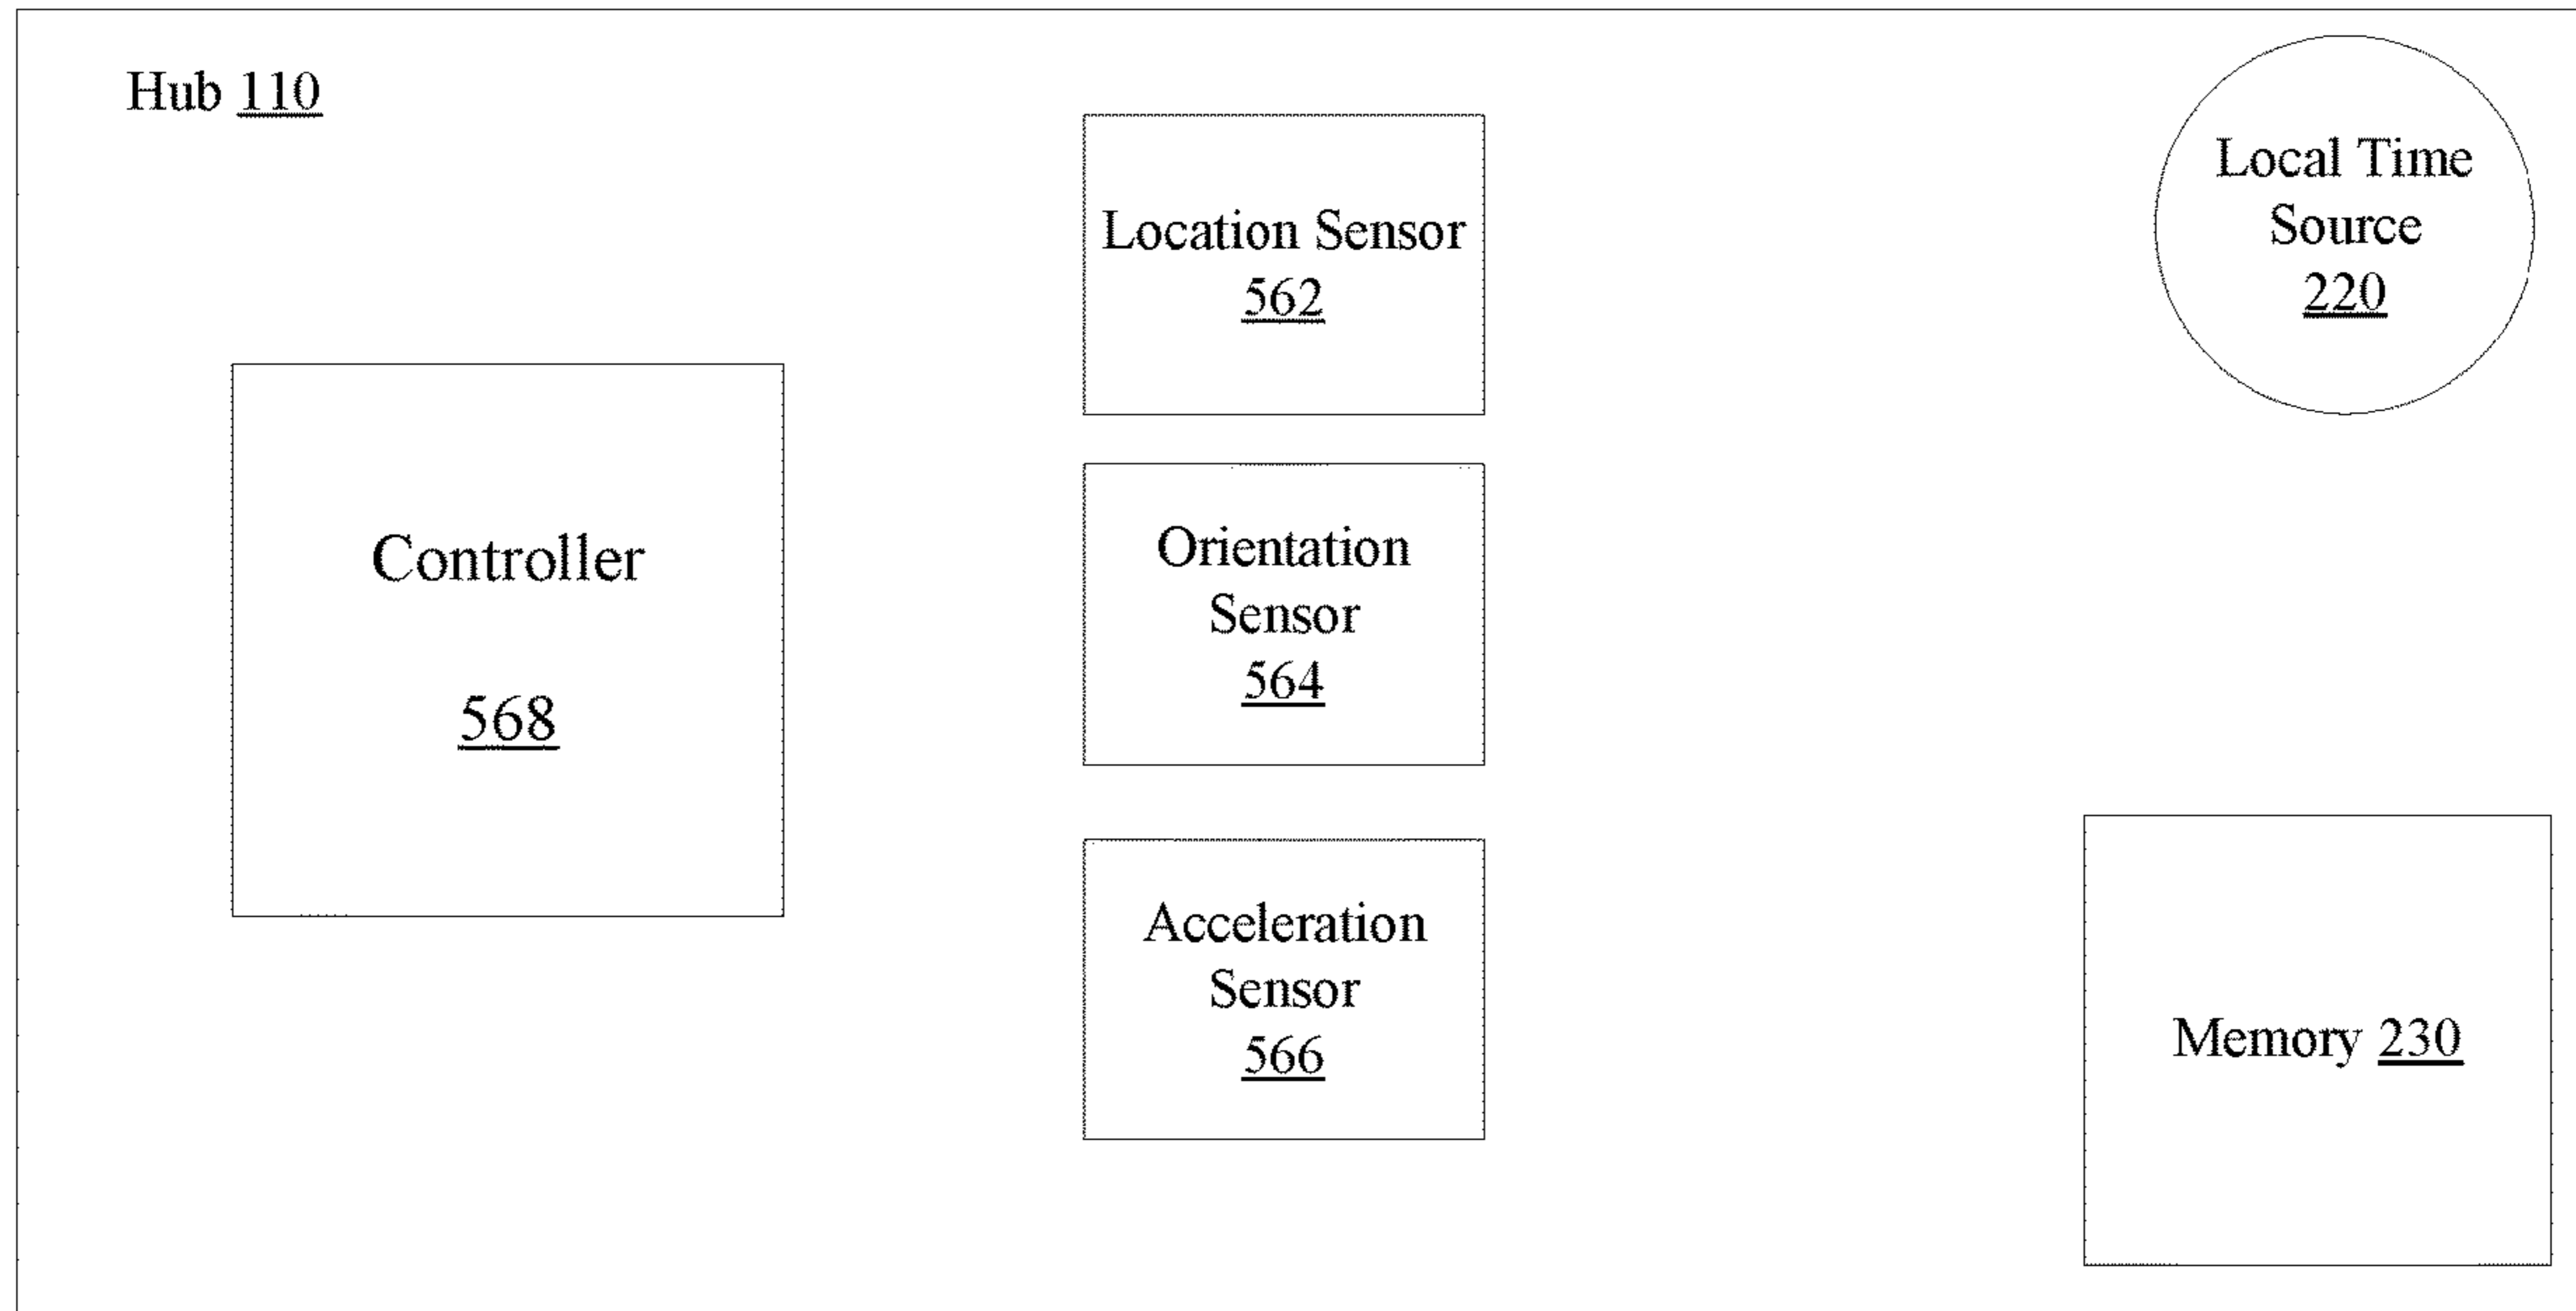 Hub 110
Location Sensor
562
Local Time
Source
220
Controller
568
Orientation
Sensor
564
Acceleration
Sensor
566
Memory 230